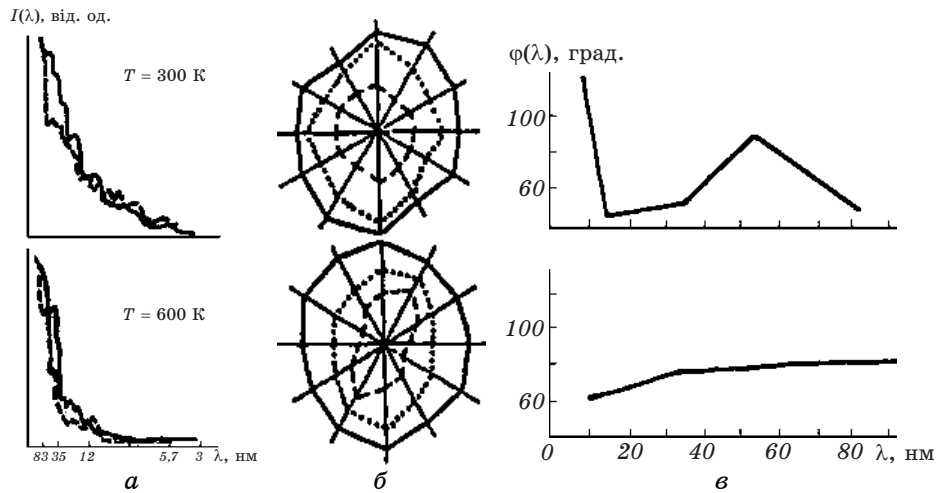 I(λ), від. од.
T = 300 К
T = 600 К
83 35 12 5,7 3 λ, нм
а
б
φ(λ), град.
100
60
100
60
0 20 40 60 80 λ, нм
в